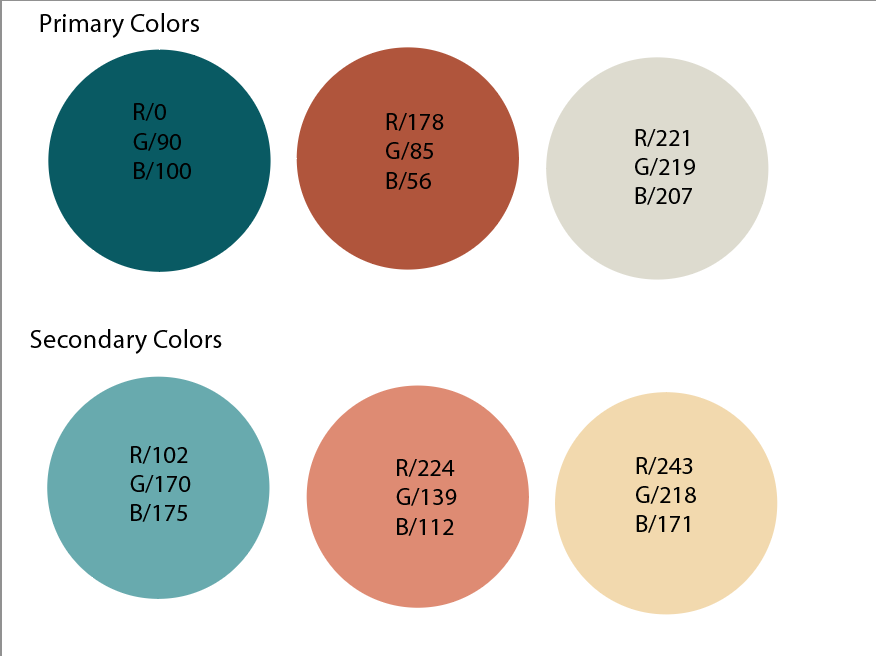 Primary Colors
R/0
G/90
B/100
R/178
G/85
B/56
R/221
G/219
B/207
Secondary Colors
R/102
G/170
B/175
R/224
G/139
B/112
R/243
G/218
B/171